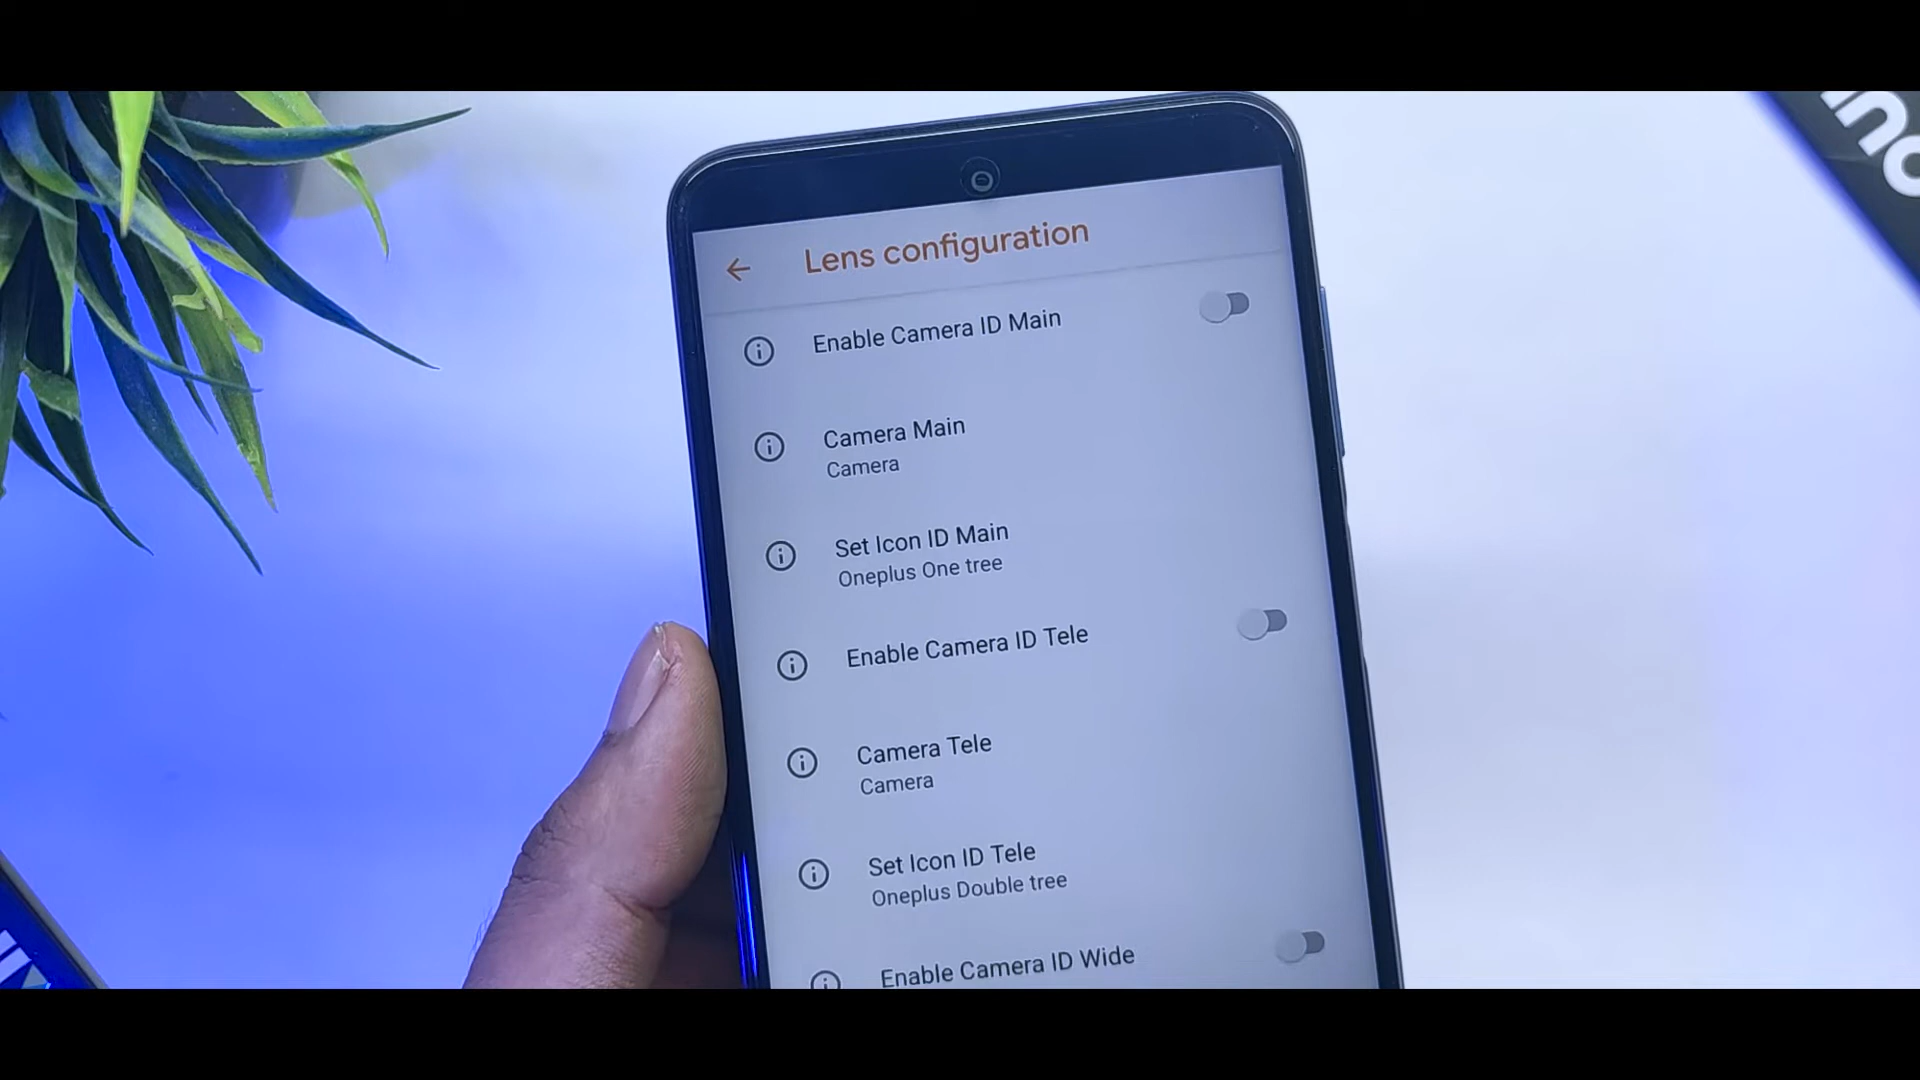 Lens configuration
Enable Camera ID Main
Camera Main
Camera
Set Icon ID Main
Oneplus One tree
Enable Camera ID Tele
Camera Tele
Camera
Set Icon ID Tele
Oneplus Double tree
Enable Camera ID Wide